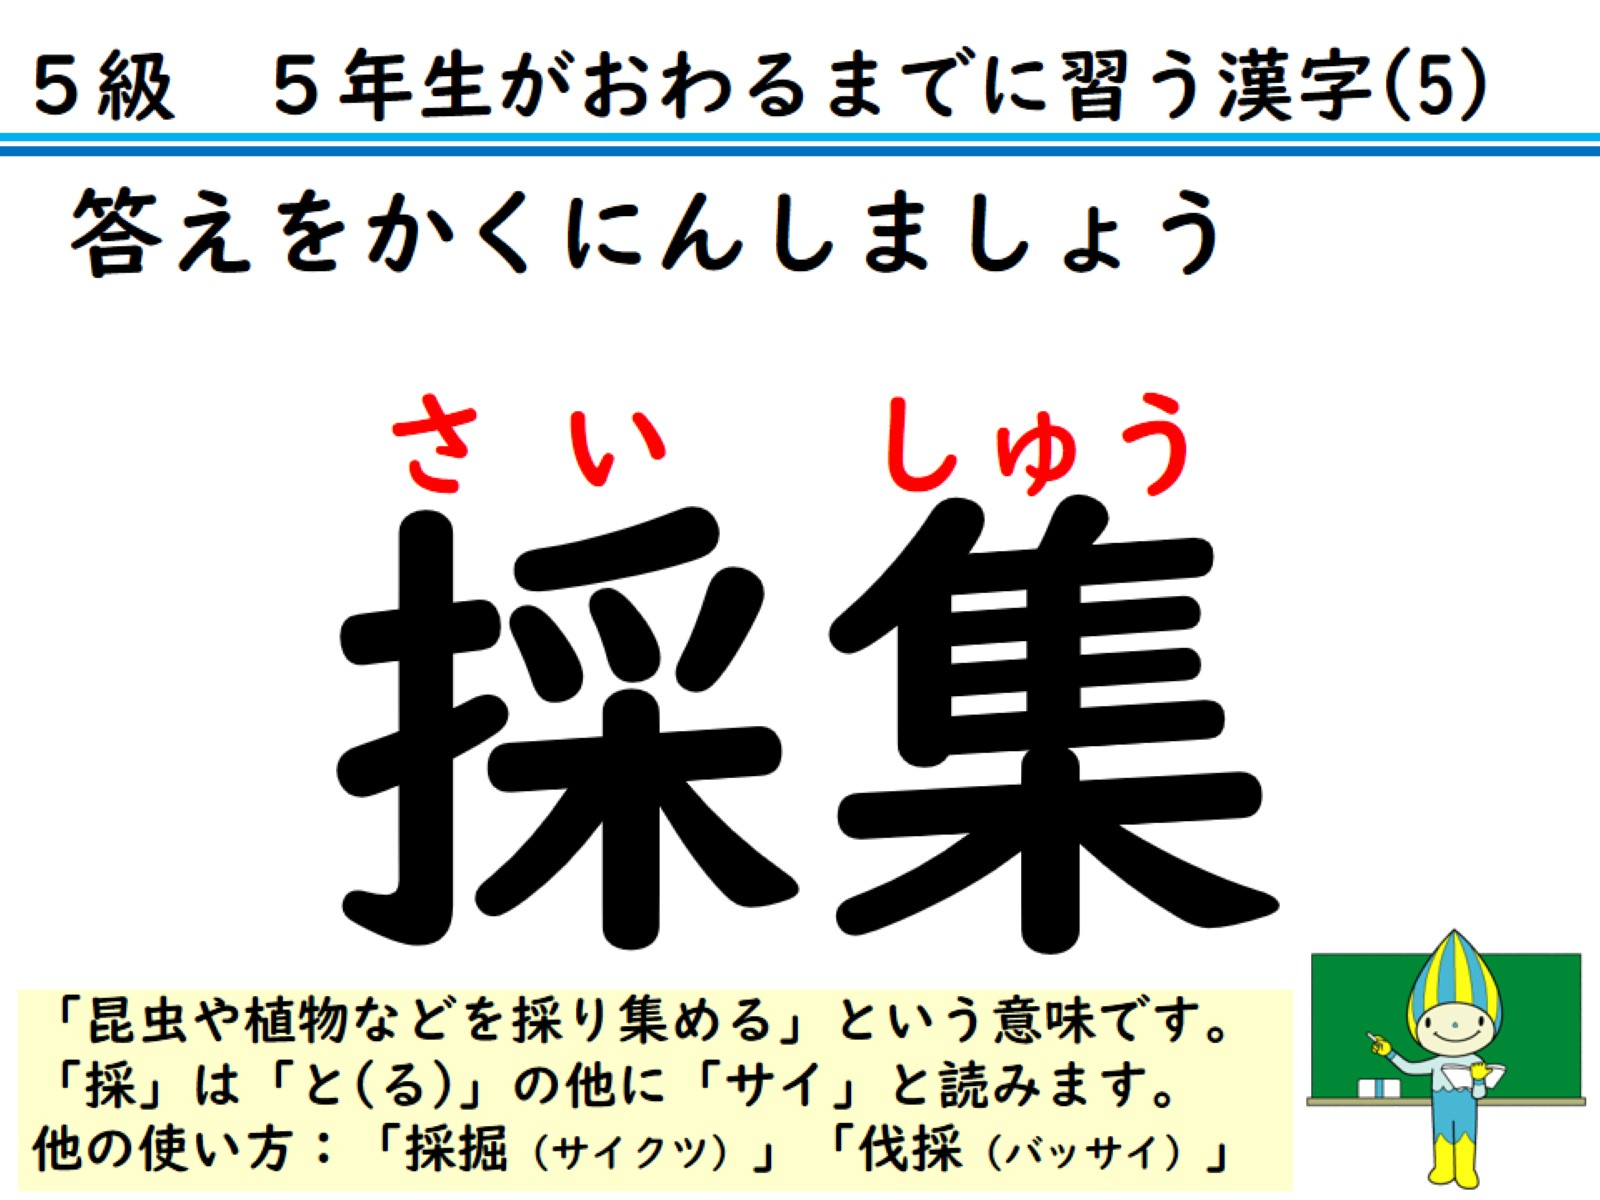 ５級　５年生がおわるまでに習う漢字(5)
答えをかくにんしましょう
さい　しゅう
採集
「昆虫や植物などを採り集める」という意味です。
「採」は「と(る)」の他に「サイ」と読みます。
他の使い方：「採掘（サイクツ）」「伐採（バッサイ）」